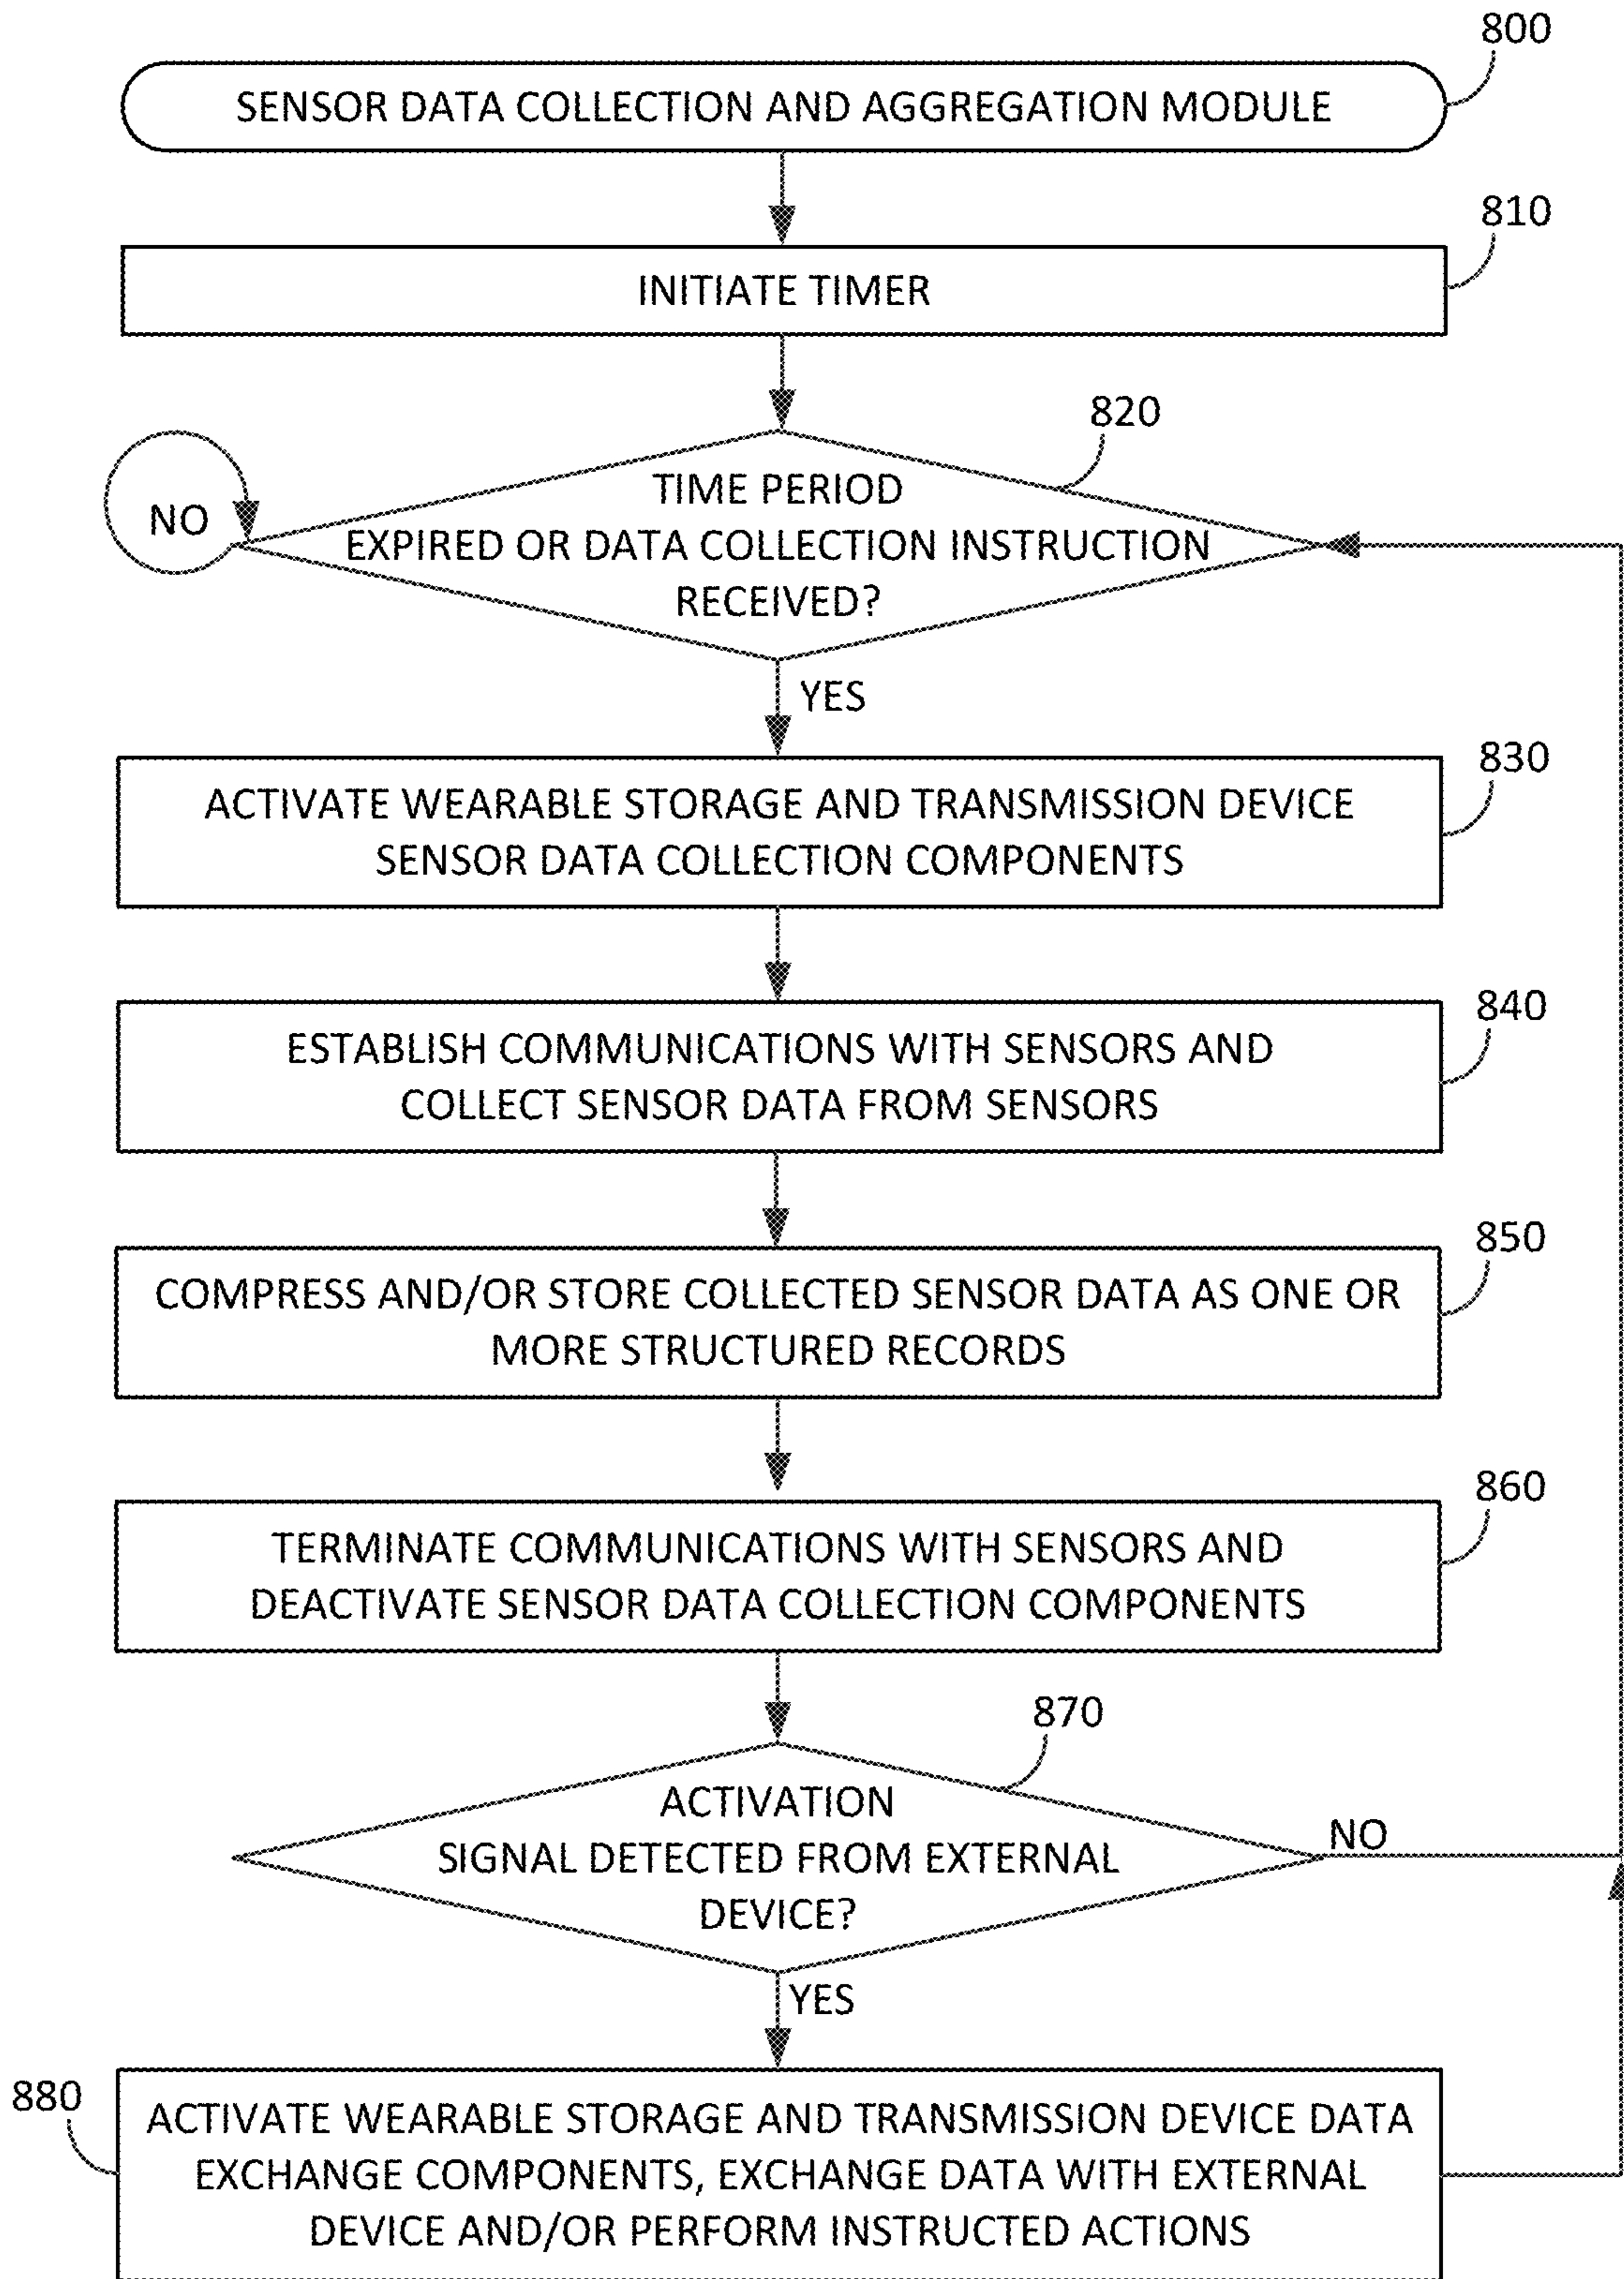 800
SENSOR DATA COLLECTION AND AGGREGATION MODULE
810
INITIATE TIMER
820
TIME PERIOD
EXPIRED OR DATA COLLECTION INSTRUCTION
RECEIVED?
NO
YES
830
ACTIVATE WEARABLE STORAGE AND TRANSMISSION DEVICE
SENSOR DATA COLLECTION COMPONENTS
840
ESTABLISH COMMUNICATIONS WITH SENSORS AND
COLLECT SENSOR DATA FROM SENSORS
850
COMPRESS AND/OR STORE COLLECTED SENSOR DATA AS ONE OR
MORE STRUCTURED RECORDS
860
TERMINATE COMMUNICATIONS WITH SENSORS AND
DEACTIVATE SENSOR DATA COLLECTION COMPONENTS
870
ACTIVATION
SIGNAL DETECTED FROM EXTERNAL
DEVICE?
NO
YES
880
ACTIVATE WEARABLE STORAGE AND TRANSMISSION DEVICE DATA
EXCHANGE COMPONENTS, EXCHANGE DATA WITH EXTERNAL
DEVICE AND/OR PERFORM INSTRUCTED ACTIONS